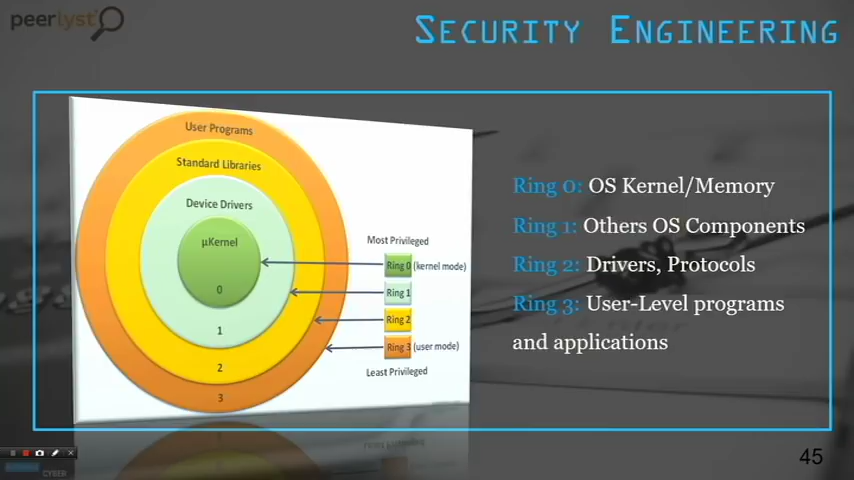 peerlyst
SECURITY ENGINEERING
User Programs
Standard Libraries
Device Drivers
µKernel
0
1
2
3
Most Privileged
Ring 0 (kernel mode)
Ring 1
Ring 2
Ring 3 (user mode)
Least Privileged
Ring 0: OS Kernel/Memory
Ring 1: Others OS Components
Ring 2: Drivers, Protocols
Ring 3: User-Level programs
and applications
CYBER
45